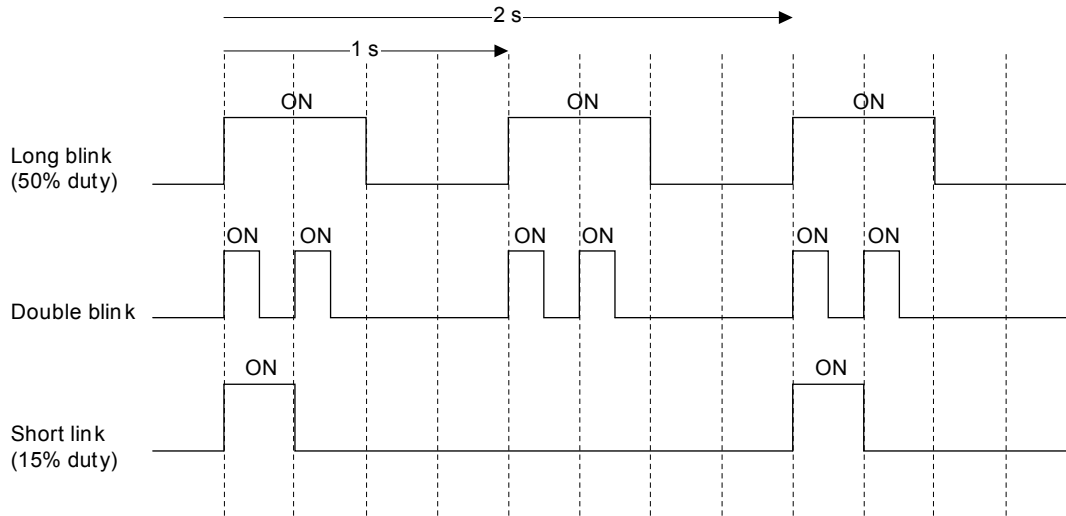 2 s
1 s
ON ON ON
Long blink
(50% duty)
ON ON ON ON ON ON
Double blink
ON ON
Short link
(15% duty)